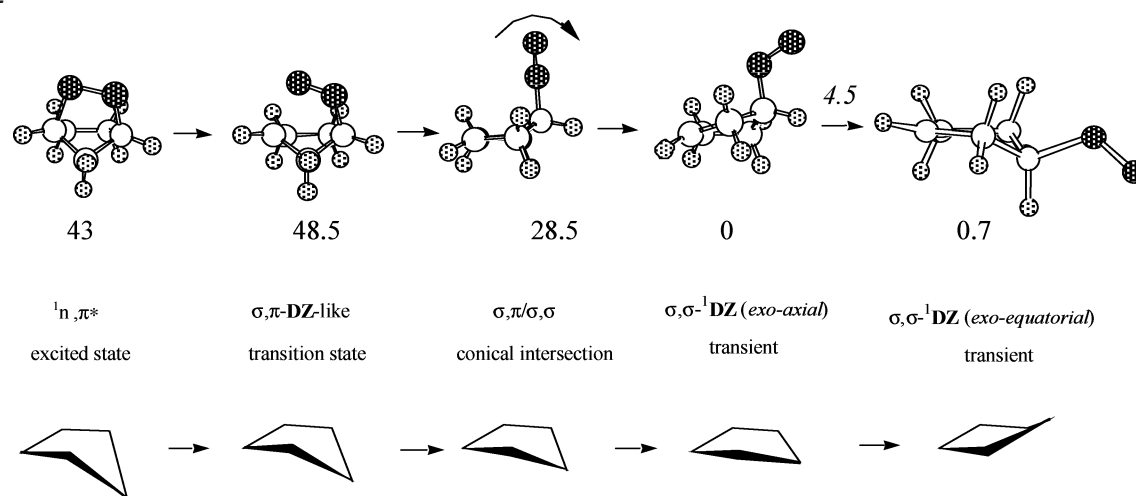 4.5
43 48.5 28.5 0 0.7
¹n ,π* σ,π-DZ-like σ,π/σ,σ σ,σ-¹DZ (exo-axial) σ,σ-¹DZ (exo-equatorial)
excited state transition state conical intersection transient transient